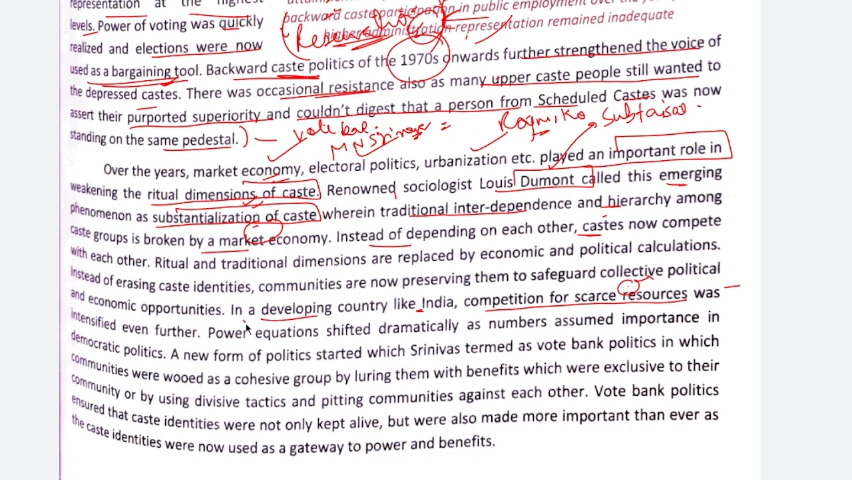 representation at the highest
levels. Power of voting was quickly
realized and elections were now
backward caste participation in public employment over the
higher administration representation remained inadequate
used as a bargaining tool. Backward caste politics of the 1970s onwards further strengthened the voice of
the depressed castes. There was occasional resistance also as many upper caste people still wanted to
assert their purported superiority and couldn't digest that a person from Scheduled Castes was now
standing on the same pedestal.
Over the years, market economy, electoral politics, urbanization etc. played an important role in
weakening the ritual dimensions of caste. Renowned sociologist Louis Dumont called this emerging
phenomenon as substantialization of caste wherein traditional inter-dependence and hierarchy among
caste groups is broken by a market economy. Instead of depending on each other, castes now compete
with each other. Ritual and traditional dimensions are replaced by economic and political calculations.
Instead of erasing caste identities, communities are now preserving them to safeguard collective political
and economic opportunities. In a developing country like India, competition for scarce resources was
intensified even further. Power equations shifted dramatically as numbers assumed importance in
democratic politics. A new form of politics started which Srinivas termed as vote bank politics in which
communities were wooed as a cohesive group by luring them with benefits which were exclusive to their
community or by using divisive tactics and pitting communities against each other. Vote bank politics
ensured that caste identities were not only kept alive, but were also made more important than ever as
the caste identities were now used as a gateway to power and benefits.